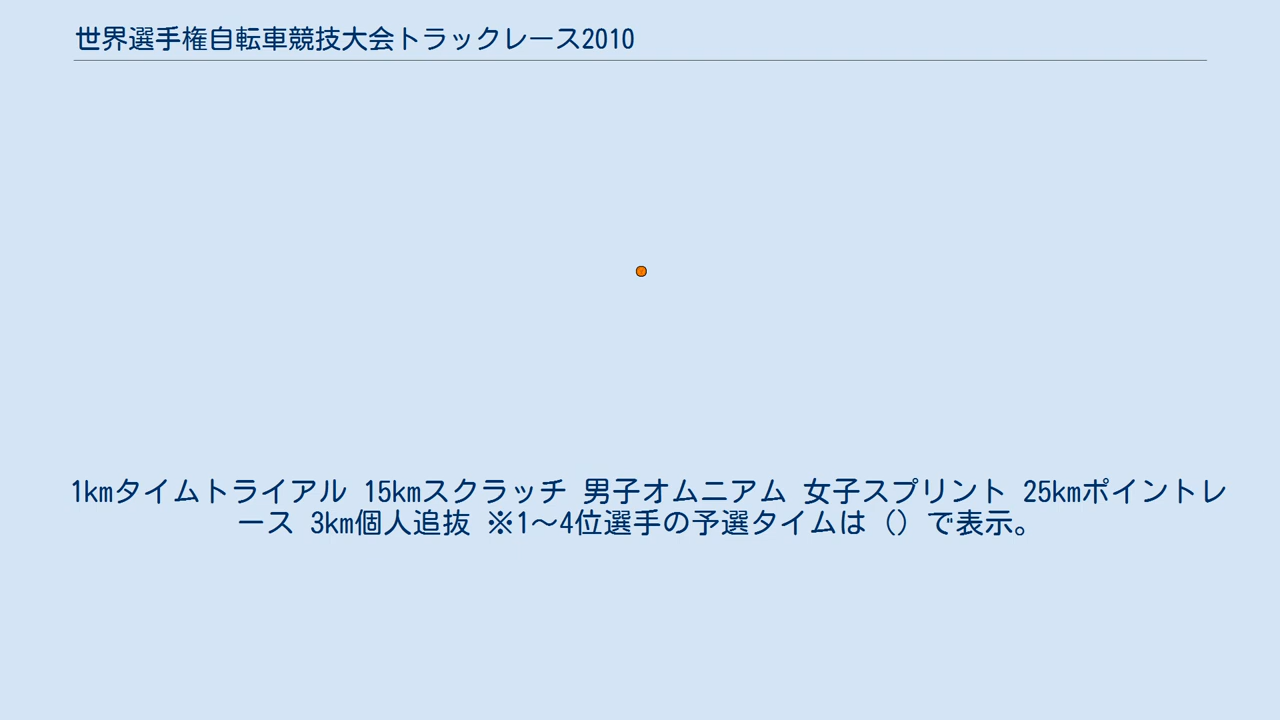 世界選手権自転車競技大会トラックレース2010
1kmタイムトライアル 15kmスクラッチ 男子オムニアム 女子スプリント 25kmポイントレ
ース 3km個人追抜 ※1〜4位選手の予選タイムは（）で表示。